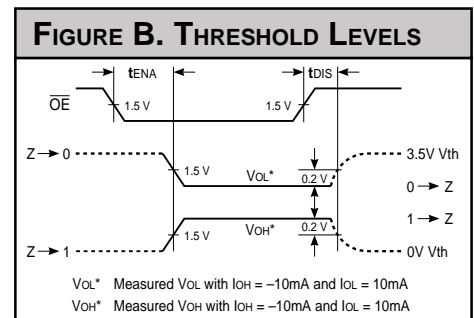 FIGURE B. THRESHOLD LEVELS
tENA tDIS
OE 1.5 V 1.5 V
Z 0 3.5V Vth
1.5 V VOL* 0.2 V
0 Z
1 Z
1.5 V VOH* 0.2 V
Z 1 0V Vth
VOL* Measured VOL with IOH = –10mA and IOL = 10mA
VOH* Measured VOH with IOH = –10mA and IOL = 10mA